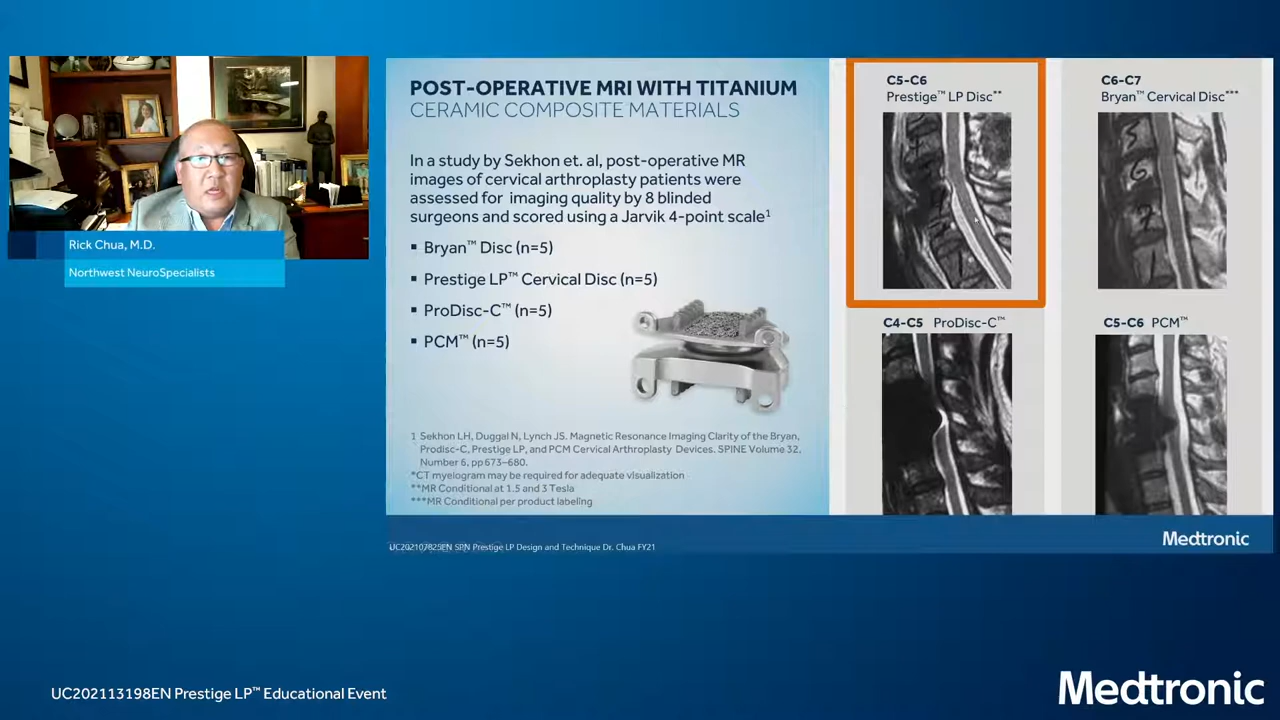 Rick Chua, M.D.
Northwest NeuroSpecialists
POST-OPERATIVE MRI WITH TITANIUM
CERAMIC COMPOSITE MATERIALS
In a study by Sekhon et. al, post-operative MR
images of cervical arthroplasty patients were
assessed for imaging quality by 8 blinded
surgeons and scored using a Jarvik 4-point scale¹
▪ Bryan™ Disc (n=5)
▪ Prestige LP™ Cervical Disc (n=5)
▪ ProDisc-C™ (n=5)
▪ PCM™ (n=5)
1 Sekhon LH, Duggal N, Lynch JS. Magnetic Resonance Imaging Clarity of the Bryan,
Prodisc-C, Prestige LP, and PCM Cervical Arthroplasty Devices. SPINE Volume 32,
Number 6, pp 673–680.
*CT myelogram may be required for adequate visualization
**MR Conditional at 1.5 and 3 Tesla
***MR Conditional per product labeling
C5-C6
Prestige™ LP Disc**
C6-C7
Bryan™ Cervical Disc***
C4-C5 ProDisc-C™
C5-C6 PCM™
UC202107825EN SPN Prestige LP Design and Technique Dr. Chua FY21
Medtronic
UC202113198EN Prestige LP™ Educational Event
Medtronic